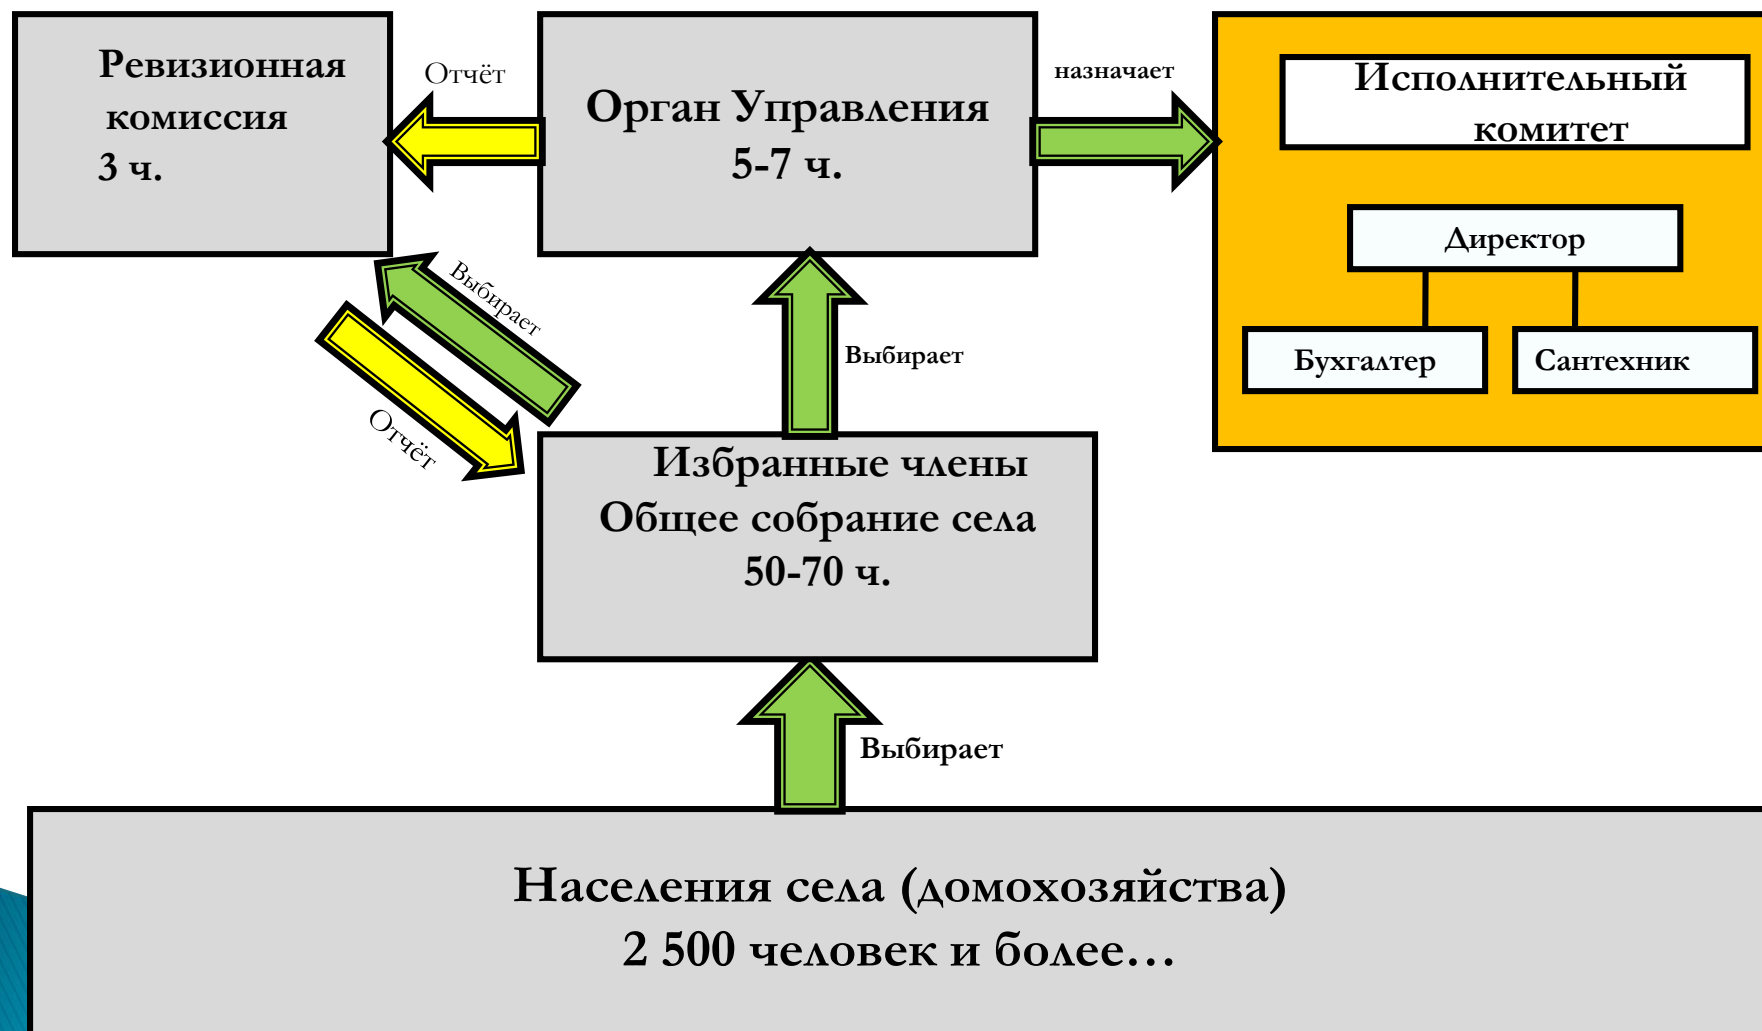 Ревизионная
комиссия
3 ч.
Отчёт
Орган Управления
5-7 ч.
назначает
Исполнительный
комитет
Директор
Бухгалтер
Сантехник
Выбирает
Отчёт
Выбирает
Избранные члены
Общее собрание села
50-70 ч.
Выбирает
Населения села (домохозяйства)
2 500 человек и более…